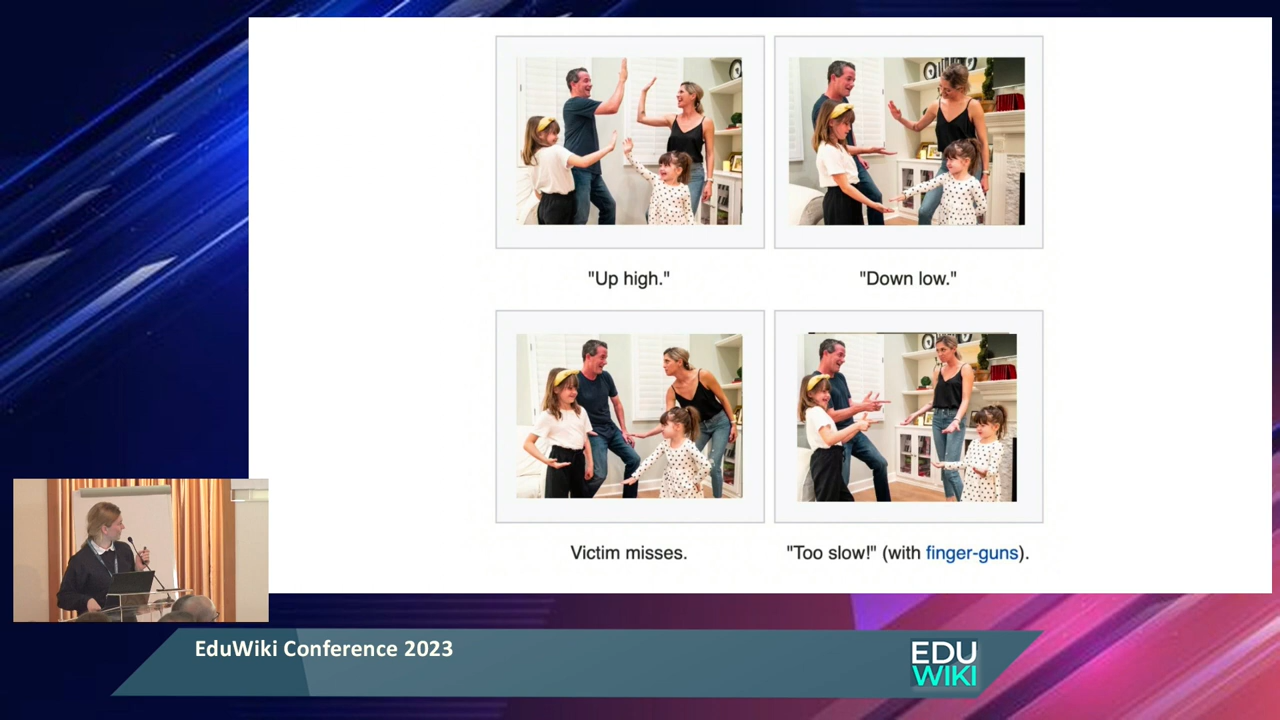 "Up high."
"Down low."
Victim misses.
"Too slow!" (with finger-guns).
EduWiki Conference 2023
EDU
WIKI